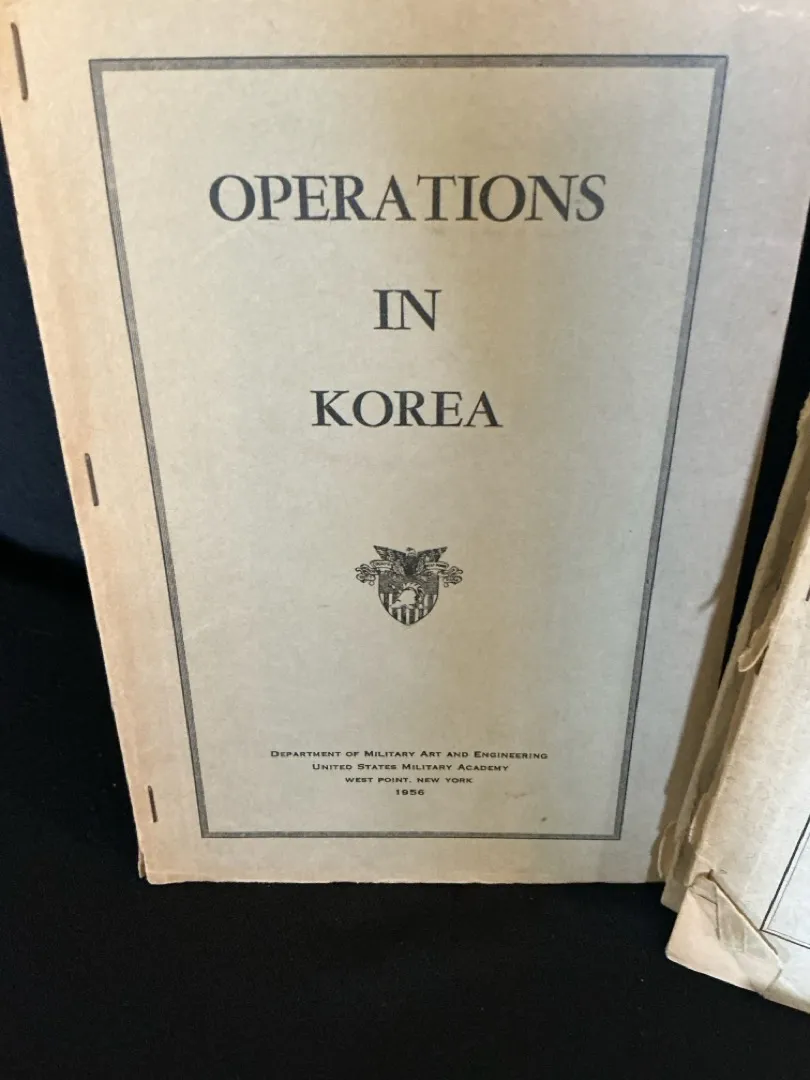 OPERATIONS
IN
KOREA
DEPARTMENT OF MILITARY ART AND ENGINEERING
UNITED STATES MILITARY ACADEMY
WEST POINT, NEW YORK
1956